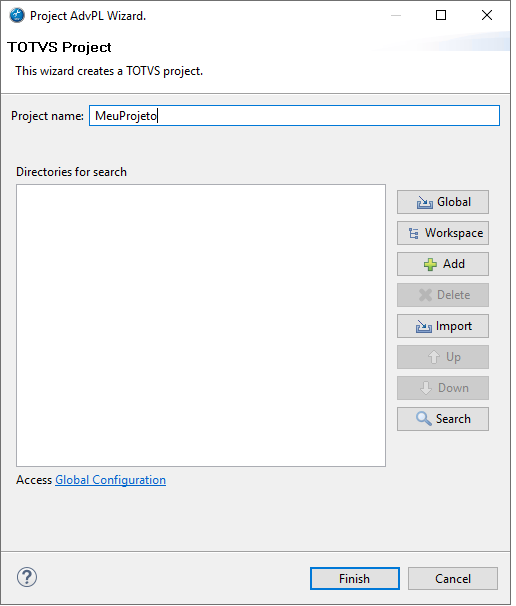 Project AdvPL Wizard.
TOTVS Project
This wizard creates a TOTVS project.
Project name: MeuProjeto
Directories for search
Global
Workspace
Add
Delete
Import
Up
Down
Search
Access Global Configuration
?
Finish Cancel